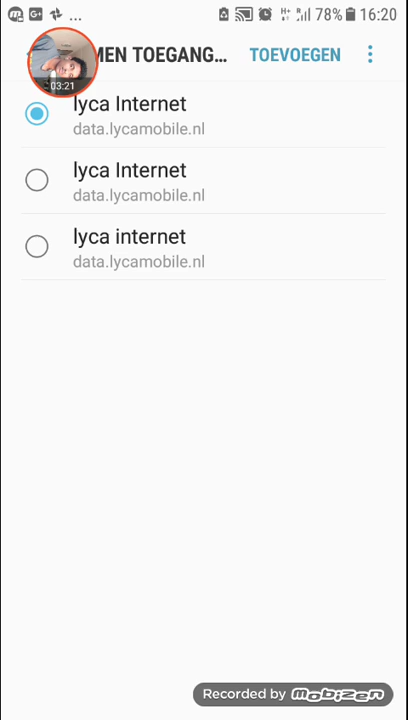 78% 16:20
MEN TOEGANG... TOEVOEGEN
03:21
lyca Internet
data.lycamobile.nl
lyca Internet
data.lycamobile.nl
lyca internet
data.lycamobile.nl
Recorded by mobizen